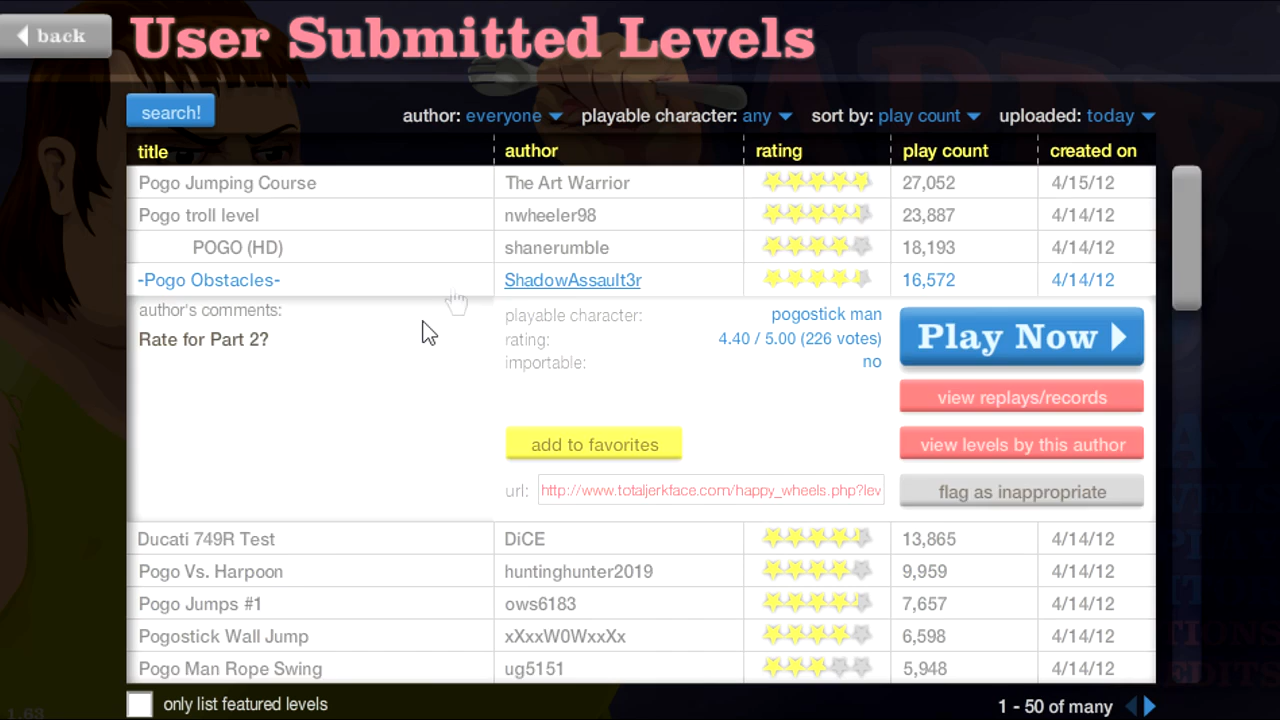 back
User Submitted Levels
search!
author: everyone playable character: any sort by: play count uploaded: today
title author rating play count created on
Pogo Jumping Course The Art Warrior 27,052 4/15/12
Pogo troll level nwheeler98 23,887 4/14/12
POGO (HD) shanerumble 18,193 4/14/12
-Pogo Obstacles- ShadowAssault3r 16,572 4/14/12
author's comments:
Rate for Part 2?
playable character: pogostick man
rating: 4.40 / 5.00 (226 votes)
importable: no
add to favorites
url: http://www.totaljerkface.com/happy_wheels.php?lev
Play Now
view replays/records
view levels by this author
flag as inappropriate
Ducati 749R Test DiCE 13,865 4/14/12
Pogo Vs. Harpoon huntinghunter2019 9,959 4/14/12
Pogo Jumps #1 ows6183 7,657 4/14/12
Pogostick Wall Jump xXxxW0WxxXx 6,598 4/14/12
Pogo Man Rope Swing ug5151 5,948 4/14/12
only list featured levels
1 - 50 of many
1.63